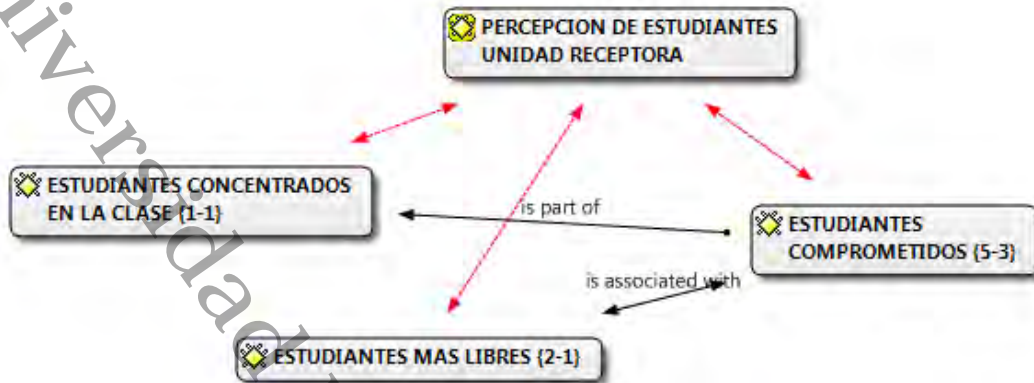 PERCEPCION DE ESTUDIANTES
UNIDAD RECEPTORA
ESTUDIANTES CONCENTRADOS
EN LA CLASE {1-1}
is part of
ESTUDIANTES
COMPROMETIDOS {5-3}
is associated with
ESTUDIANTES MAS LIBRES {2-1}